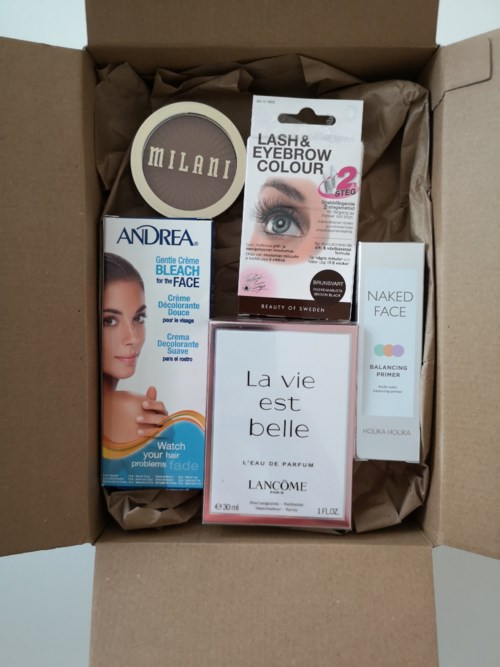 MILANI
LASH &
EYEBROW
COLOUR
2
STEG
BRUNSVART
BEAUTY OF SWEDEN
ANDREA®
Gentle Crème
BLEACH
for the FACE
Crème
Décolorante
Douce
pour le visage
Crema
Decolorante
Suave
para el rostro
Watch
your hair
problems fade
NAKED
FACE
BALANCING
PRIMER
HOLIKA HOLIKA
La vie
est
belle
L'EAU DE PARFUM
LANCÔME
PARIS
e 30 ml
1 FL.OZ.